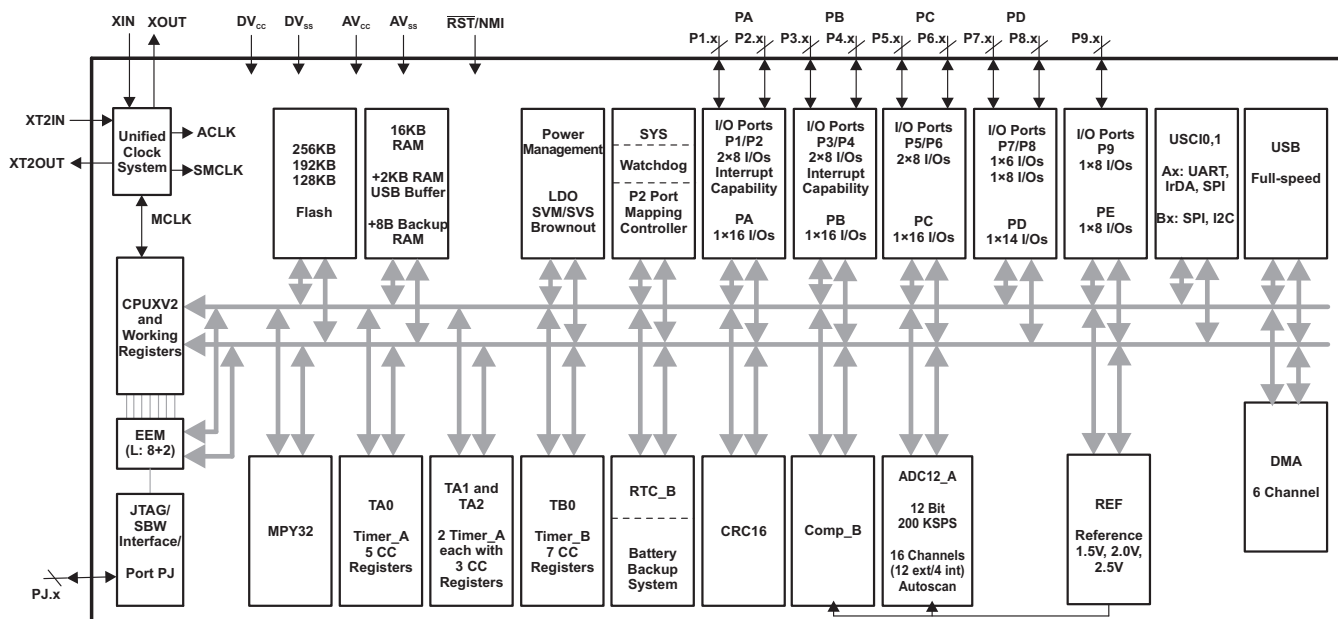 XIN
XOUT
DVCC
DVSS
AVCC
AVSS
RST/NMI
PA
PB
PC
PD
P1.x
P2.x
P3.x
P4.x
P5.x
P6.x
P7.x
P8.x
P9.x
XT2IN
XT2OUT
Unified
Clock
System
ACLK
SMCLK
MCLK
256KB
192KB
128KB
Flash
16KB
RAM
+2KB RAM
USB Buffer
+8B Backup
RAM
Power
Management
LDO
SVM/SVS
Brownout
SYS
Watchdog
P2 Port
Mapping
Controller
I/O Ports
P1/P2
2×8 I/Os
Interrupt
Capability
PA
1×16 I/Os
I/O Ports
P3/P4
2×8 I/Os
Interrupt
Capability
PB
1×16 I/Os
I/O Ports
P5/P6
2×8 I/Os
PC
1×16 I/Os
I/O Ports
P7/P8
1×6 I/Os
1×8 I/Os
PD
1×14 I/Os
I/O Ports
P9
1×8 I/Os
PE
1×8 I/Os
USCI0,1
Ax: UART,
IrDA, SPI
Bx: SPI, I2C
USB
Full-speed
CPUXV2
and
Working
Registers
EEM
(L: 8+2)
JTAG/
SBW
Interface/
Port PJ
PJ.x
MPY32
TA0
Timer_A
5 CC
Registers
TA1 and
TA2
2 Timer_A
each with
3 CC
Registers
TB0
Timer_B
7 CC
Registers
RTC_B
Battery
Backup
System
CRC16
Comp_B
ADC12_A
12 Bit
200 KSPS
16 Channels
(12 ext/4 int)
Autoscan
REF
Reference
1.5V, 2.0V,
2.5V
DMA
6 Channel